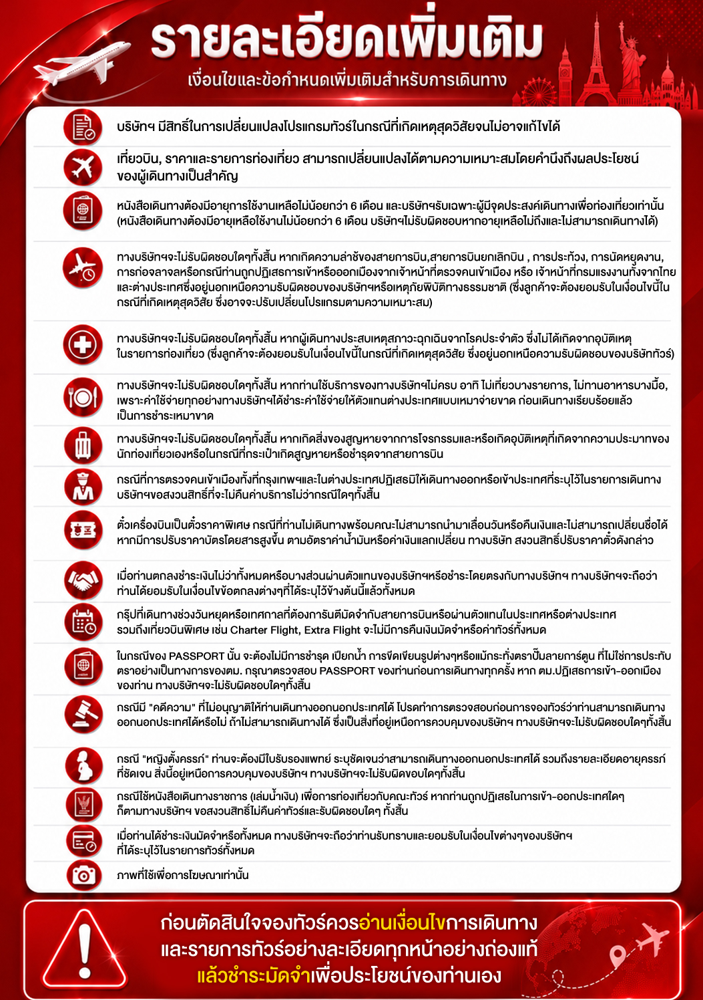 รายละเอียดเพิ่มเติม
เงื่อนไขและข้อกำหนดเพิ่มเติมสำหรับการเดินทาง
บริษัทฯ มีสิทธิ์ในการเปลี่ยนแปลงโปรแกรมทัวร์ในกรณีที่เกิดเหตุสุดวิสัยจนไม่อาจแก้ไขได้
เที่ยวบิน, ราคาและรายการท่องเที่ยว สามารถเปลี่ยนแปลงได้ตามความเหมาะสมโดยคำนึงถึงผลประโยชน์
ของผู้เดินทางเป็นสำคัญ
หนังสือเดินทางต้องมีอายุการใช้งานเหลือไม่น้อยกว่า 6 เดือน และบริษัทฯรับเฉพาะผู้มีจุดประสงค์เดินทางเพื่อท่องเที่ยวเท่านั้น
(หนังสือเดินทางต้องมีอายุเหลือใช้งานไม่น้อยกว่า 6 เดือน บริษัทฯไม่รับผิดชอบหากอายุเหลือไม่ถึงและไม่สามารถเดินทางได้)
ทางบริษัทฯจะไม่รับผิดชอบใดๆทั้งสิ้น หากเกิดความล่าช้าของสายการบิน,สายการบินยกเลิกบิน , การประท้วง, การนัดหยุดงาน,
การก่อจลาจลหรือกรณีท่านถูกปฏิเสธการเข้าหรือออกเมืองจากเจ้าหน้าที่ตรวจคนเข้าเมือง หรือ เจ้าหน้าที่กรมแรงงานทั้งจากไทย
และต่างประเทศซึ่งอยู่นอกเหนือความรับผิดชอบของบริษัทฯหรือเหตุภัยพิบัติทางธรรมชาติ (ซึ่งลูกค้าจะต้องยอมรับในเงื่อนไขนี้ใน
กรณีที่เกิดเหตุสุดวิสัย ซึ่งอาจจะปรับเปลี่ยนโปรแกรมตามความเหมาะสม)
ทางบริษัทฯจะไม่รับผิดชอบใดๆทั้งสิ้น หากผู้เดินทางประสบเหตุสภาวะฉุกเฉินจากโรคประจำตัว ซึ่งไม่ได้เกิดจากอุบัติเหตุ
ในรายการท่องเที่ยว (ซึ่งลูกค้าจะต้องยอมรับในเงื่อนไขนี้ในกรณีที่เกิดเหตุสุดวิสัย ซึ่งอยู่นอกเหนือความรับผิดชอบของบริษัททัวร์)
ทางบริษัทฯจะไม่รับผิดชอบใดๆทั้งสิ้น หากท่านใช้บริการของทางบริษัทฯไม่ครบ อาทิ ไม่เที่ยวบางรายการ, ไม่ทานอาหารบางมื้อ,
เพราะค่าใช้จ่ายทุกอย่างทางบริษัทฯได้ชำระค่าใช้จ่ายให้ตัวแทนต่างประเทศแบบเหมาจ่ายขาด ก่อนเดินทางเรียบร้อยแล้ว
เป็นการชำระเหมาขาด
ทางบริษัทฯจะไม่รับผิดชอบใดๆทั้งสิ้น หากเกิดสิ่งของสูญหายจากการโจรกรรมและหรือเกิดอุบัติเหตุที่เกิดจากความประมาทของ
นักท่องเที่ยวเองหรือในกรณีที่กระเป๋าเกิดสูญหายหรือชำรุดจากสายการบิน
กรณีที่การตรวจคนเข้าเมืองทั้งที่กรุงเทพฯและในต่างประเทศปฏิเสธมิให้เดินทางออกหรือเข้าประเทศที่ระบุไว้ในรายการเดินทาง
บริษัทฯขอสงวนสิทธิ์ที่จะไม่คืนค่าบริการไม่ว่ากรณีใดๆทั้งสิ้น
ตั๋วเครื่องบินเป็นตั๋วราคาพิเศษ กรณีที่ท่านไม่เดินทางพร้อมคณะไม่สามารถนำมาเลื่อนวันหรือคืนเงินและไม่สามารถเปลี่ยนชื่อได้
หากมีการปรับราคาบัตรโดยสารสูงขึ้น ตามอัตราค่าน้ำมันหรือค่าเงินแลกเปลี่ยน ทางบริษัท สงวนสิทธิ์ปรับราคาตั๋วดังกล่าว
เมื่อท่านตกลงชำระเงินไม่ว่าทั้งหมดหรือบางส่วนผ่านตัวแทนของบริษัทฯหรือชำระโดยตรงกับทางบริษัทฯ ทางบริษัทฯจะถือว่า
ท่านได้ยอมรับในเงื่อนไขข้อตกลงต่างๆที่ได้ระบุไว้ข้างต้นนี้แล้วทั้งหมด
กรุ๊ปที่เดินทางช่วงวันหยุดหรือเทศกาลที่ต้องการันตีมัดจำกับสายการบินหรือผ่านตัวแทนในประเทศหรือต่างประเทศ
รวมถึงเที่ยวบินพิเศษ เช่น Charter Flight, Extra Flight จะไม่มีการคืนเงินมัดจำหรือค่าทัวร์ทั้งหมด
ในกรณีของ PASSPORT นั้น จะต้องไม่มีการชำรุด เปียกน้ำ การขีดเขียนรูปต่างๆหรือแม้กระทั่งตราปั๊มลายการ์ตูน ที่ไม่ใช่การประทับ
ตราอย่างเป็นทางการของตม. กรุณาตรวจสอบ PASSPORT ของท่านก่อนการเดินทางทุกครั้ง หาก ตม.ปฏิเสธการเข้า-ออกเมือง
ของท่าน ทางบริษัทฯจะไม่รับผิดชอบใดๆทั้งสิ้น
กรณีมี "คดีความ" ที่ไม่อนุญาติให้ท่านเดินทางออกนอกประเทศได้ โปรดทำการตรวจสอบก่อนการจองทัวร์ว่าท่านสามารถเดินทาง
ออกนอกประเทศได้หรือไม่ ถ้าไม่สามารถเดินทางได้ ซึ่งเป็นสิ่งที่อยู่เหนือการควบคุมของบริษัทฯ ทางบริษัทฯจะไม่รับผิดชอบใดๆทั้งสิ้น
กรณี "หญิงตั้งครรภ์" ท่านจะต้องมีใบรับรองแพทย์ ระบุชัดเจนว่าสามารถเดินทางออกนอกประเทศได้ รวมถึงรายละเอียดอายุครรภ์
ที่ชัดเจน สิ่งนี้อยู่เหนือการควบคุมของบริษัทฯ ทางบริษัทฯจะไม่รับผิดขอบใดๆทั้งสิ้น
กรณีใช้หนังสือเดินทางราชการ (เล่มน้ำเงิน) เพื่อการท่องเที่ยวกับคณะทัวร์ หากท่านถูกปฏิเสธในการเข้า-ออกประเทศใดๆ
ก็ตามทางบริษัทฯ ขอสงวนสิทธิ์ไม่คืนค่าทัวร์และรับผิดชอบใดๆ ทั้งสิ้น
เมื่อท่านได้ชำระเงินมัดจำหรือทั้งหมด ทางบริษัทฯจะถือว่าท่านรับทราบและยอมรับในเงื่อนไขต่างๆของบริษัทฯ
ที่ได้ระบุไว้ในรายการทัวร์ทั้งหมด
ภาพที่ใช้เพื่อการโฆษณาเท่านั้น
ก่อนตัดสินใจจองทัวร์ควรอ่านเงื่อนไขการเดินทาง
และรายการทัวร์อย่างละเอียดทุกหน้าอย่างถ่องแท้
แล้วชำระมัดจำเพื่อประโยชน์ของท่านเอง